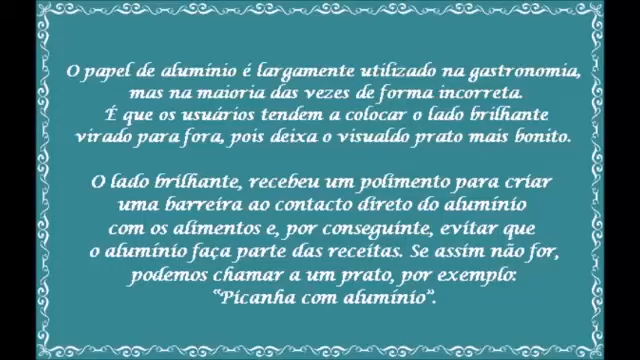 O papel de alumínio é largamente utilizado na gastronomia,
mas na maioria das vezes de forma incorreta.
É que os usuários tendem a colocar o lado brilhante
virado para fora, pois deixa o visualdo prato mais bonito.
O lado brilhante, recebeu um polimento para criar
uma barreira ao contacto direto do alumínio
com os alimentos e, por conseguinte, evitar que
o alumínio faça parte das receitas. Se assim não for,
podemos chamar a um prato, por exemplo:
"Picanha com alumínio".